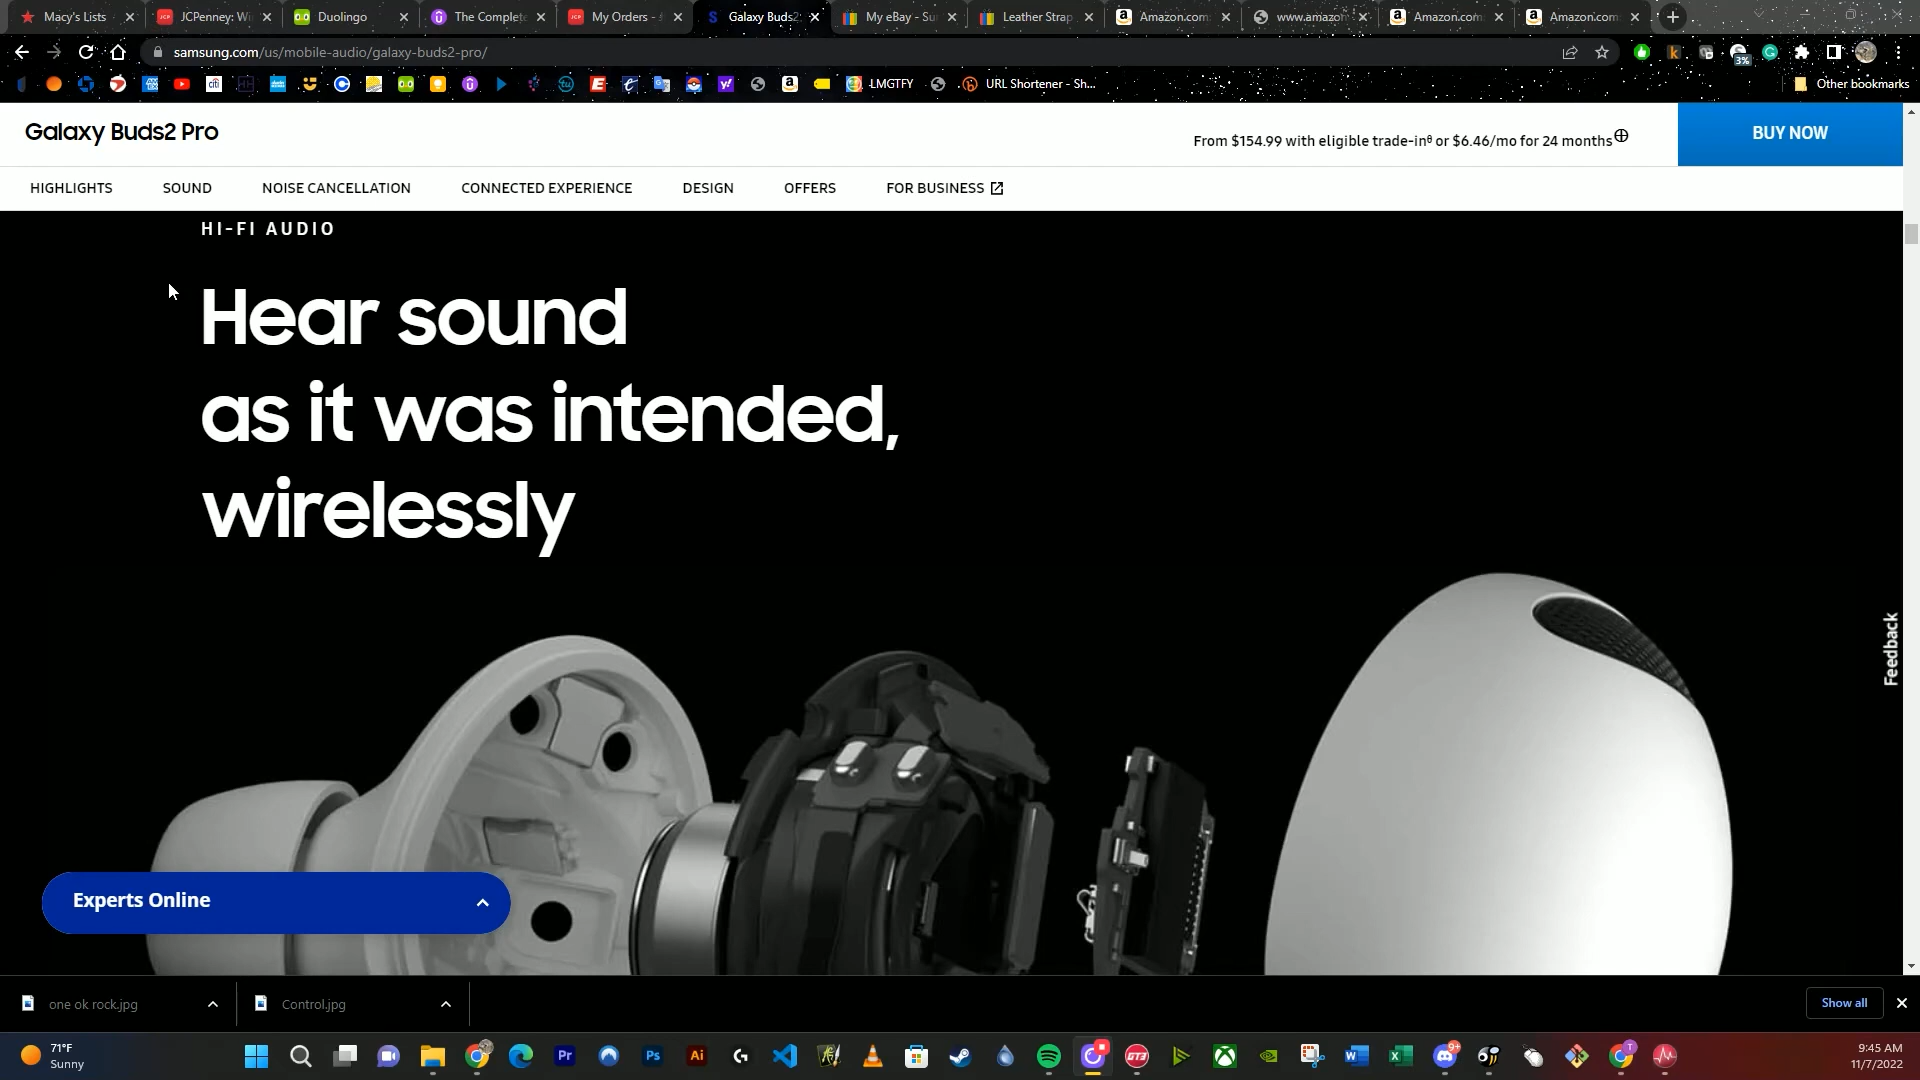 Macy's Lists
JCPenney: Wi
Duolingo
The Complete
My Orders -
Galaxy Buds2
My eBay - Su
Leather Strap
Amazon.com
www.amazon
Amazon.com
Amazon.com
samsung.com/us/mobile-audio/galaxy-buds2-pro/
3%
LMGTFY
URL Shortener - Sh...
Other bookmarks
Galaxy Buds2 Pro
From $154.99 with eligible trade-in⁸ or $6.46/mo for 24 months⊕
BUY NOW
HIGHLIGHTS
SOUND
NOISE CANCELLATION
CONNECTED EXPERIENCE
DESIGN
OFFERS
FOR BUSINESS
HI-FI AUDIO
Hear sound
as it was intended,
wirelessly
Feedback
Experts Online
one ok rock.jpg
Control.jpg
Show all
71°F
Sunny
9:45 AM
11/7/2022